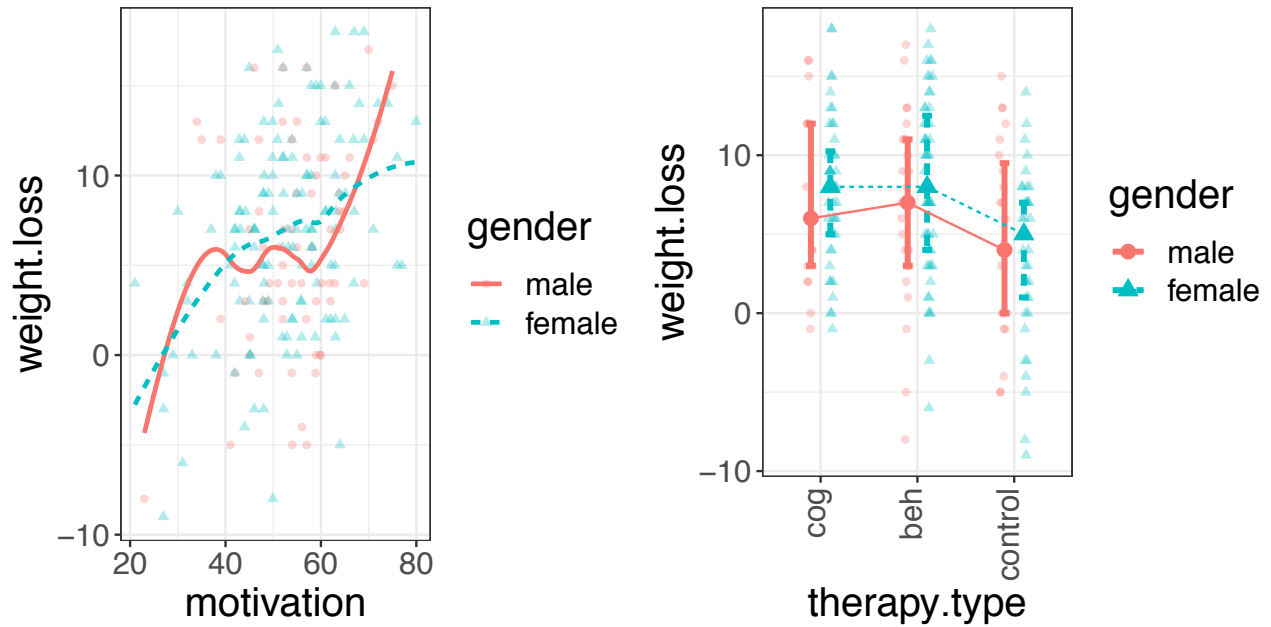 weight.loss
10
0
−10
20 40 60 80
motivation
gender
male
female
weight.loss
10
0
−10
cog beh control
therapy.type
gender
male
female